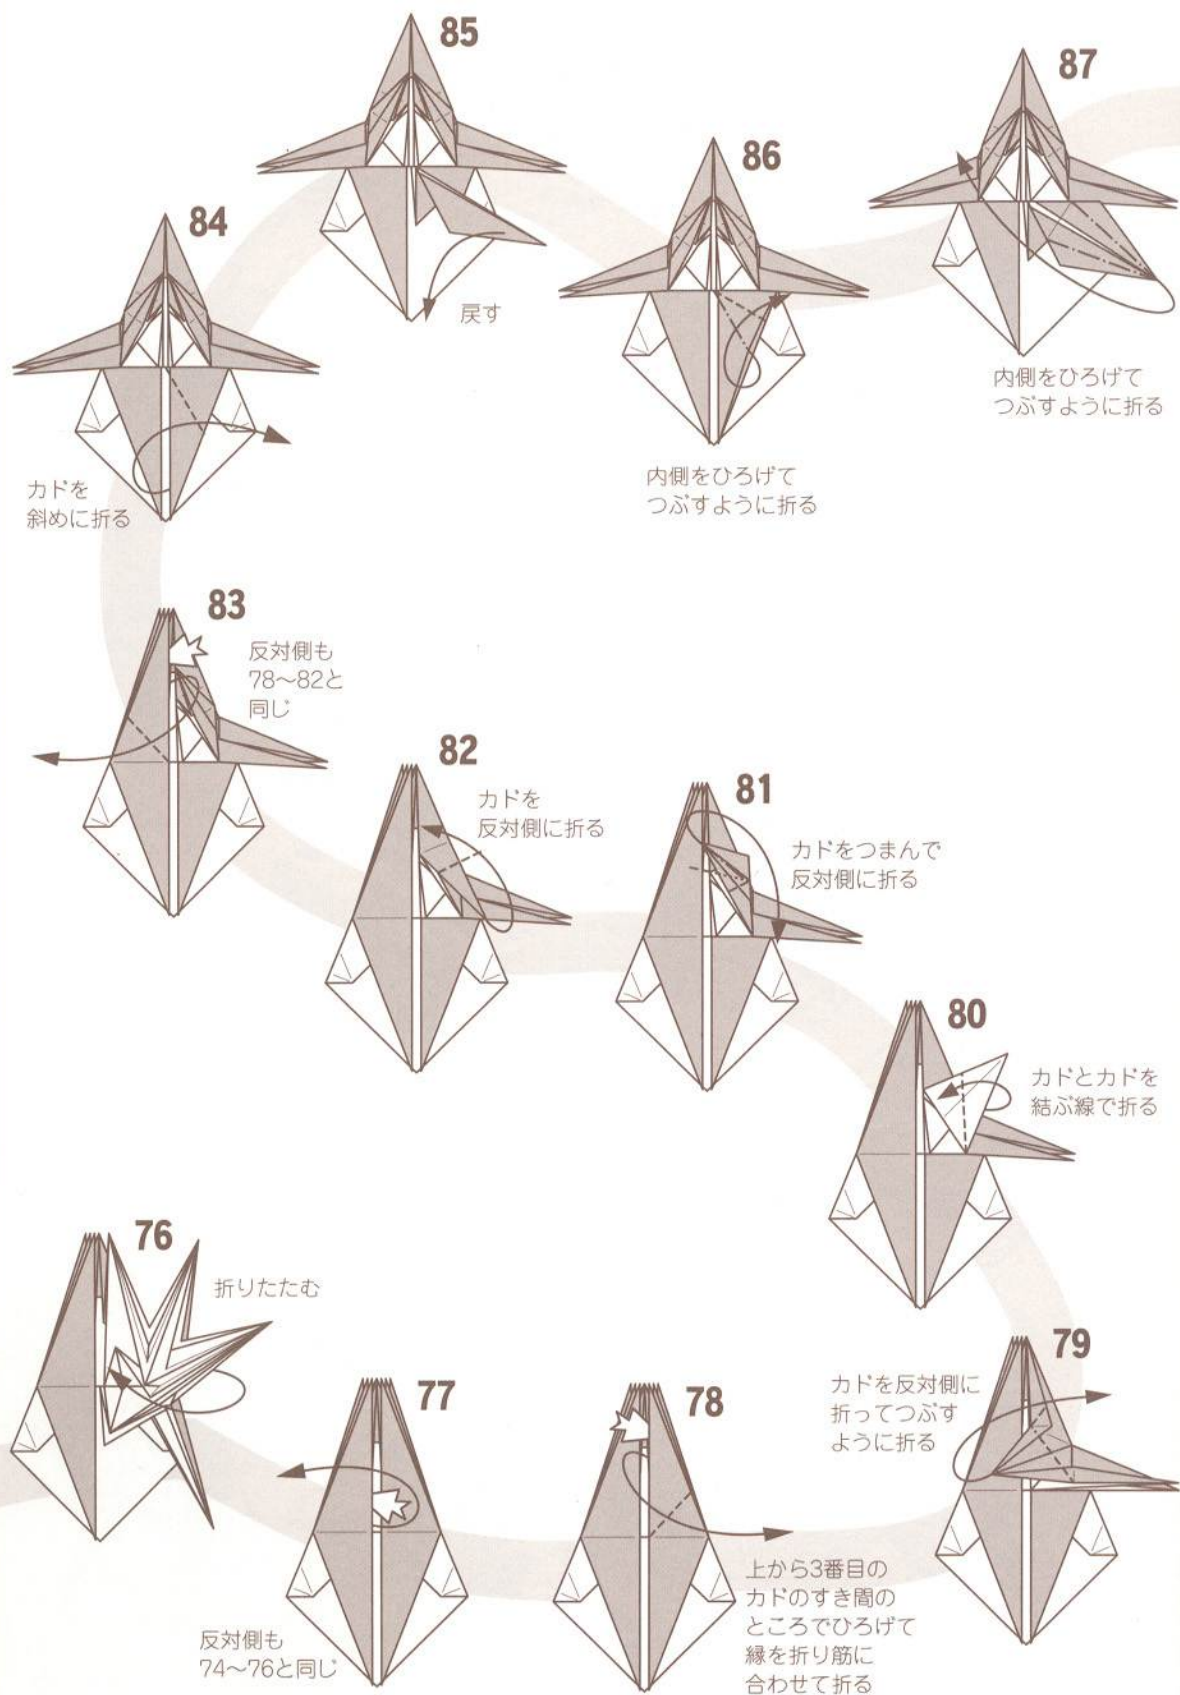 76
折りたたむ
77
反対側も
74〜76と同じ
78
上から3番目の
カドのすき間の
ところでひろげて
縁を折り筋に
合わせて折る
79
カドを反対側に
折ってつぶす
ように折る
80
カドとカドを
結ぶ線で折る
81
カドをつまんで
反対側に折る
82
カドを
反対側に折る
83
反対側も
78〜82と
同じ
84
カドを
斜めに折る
85
戻す
86
内側をひろげて
つぶすように折る
87
内側をひろげて
つぶすように折る